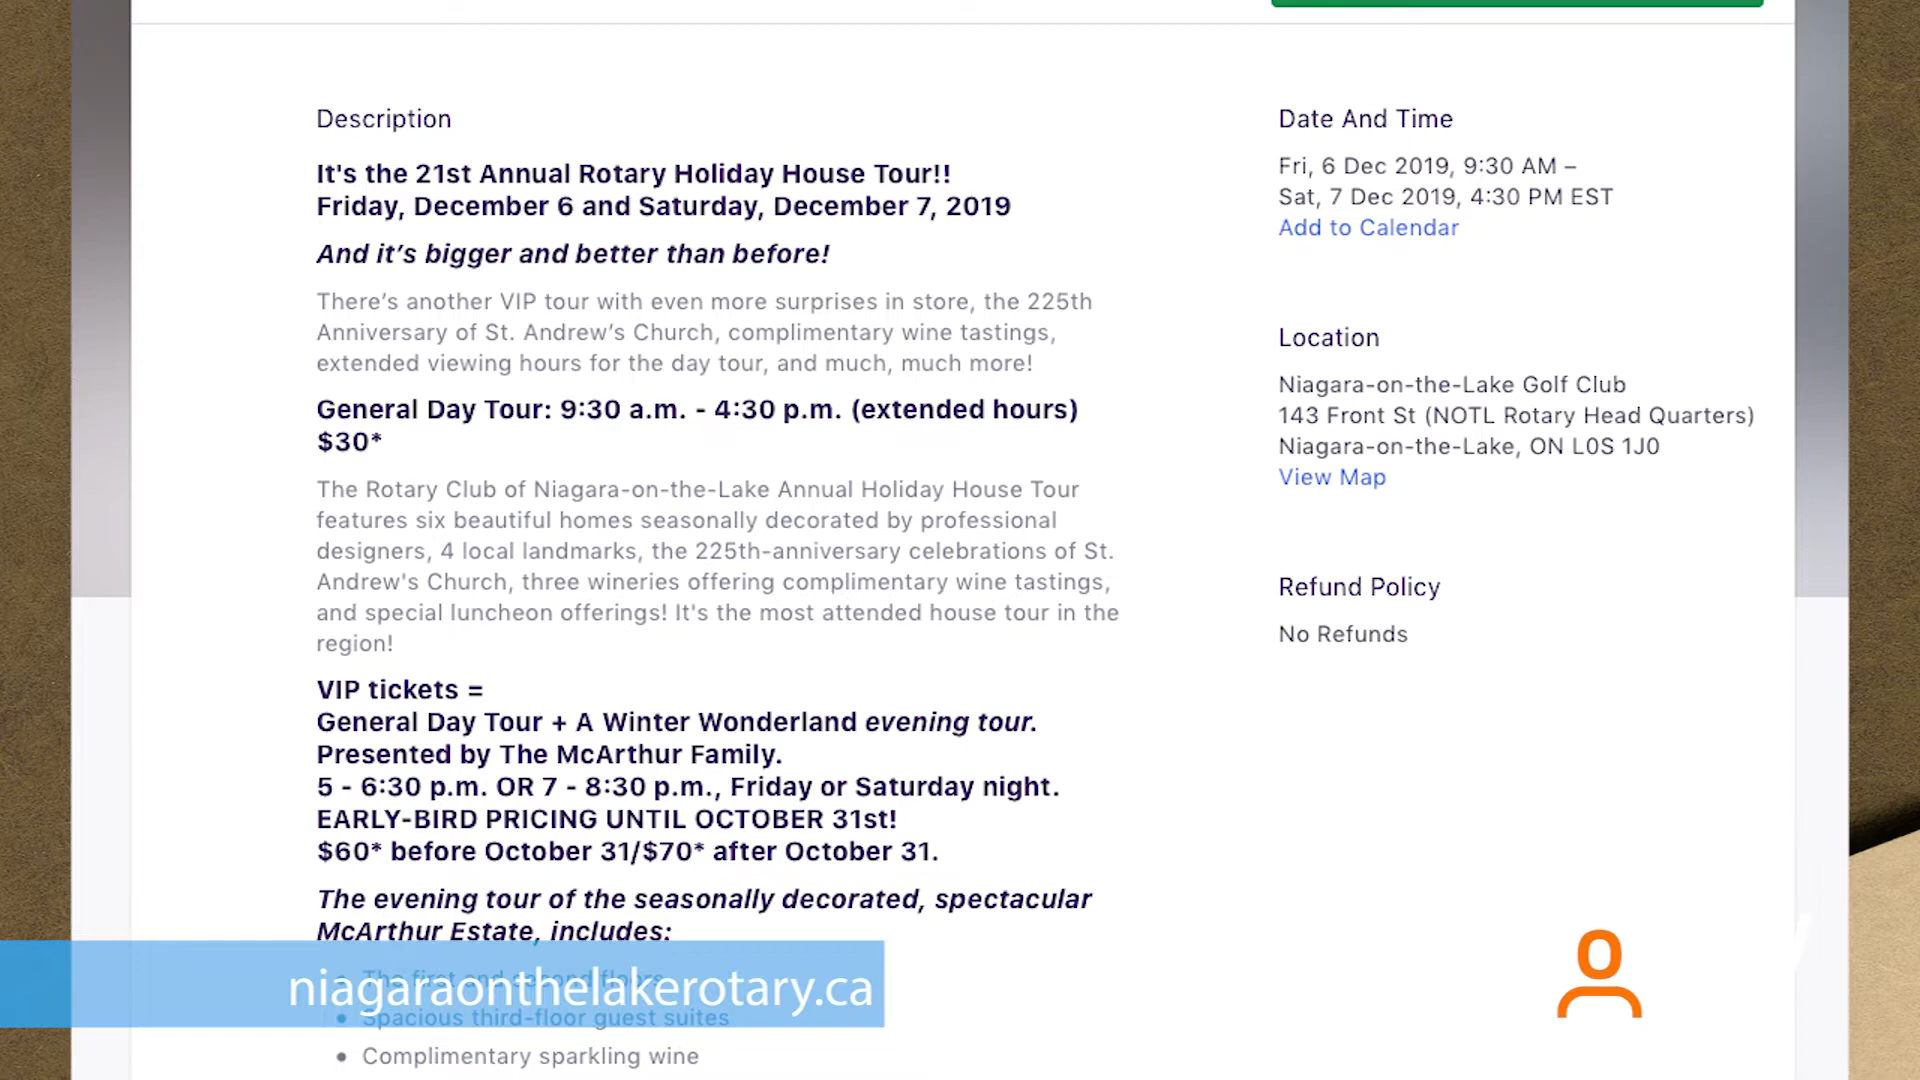 Description
It's the 21st Annual Rotary Holiday House Tour!!
Friday, December 6 and Saturday, December 7, 2019
And it’s bigger and better than before!
There’s another VIP tour with even more surprises in store, the 225th
Anniversary of St. Andrew’s Church, complimentary wine tastings,
extended viewing hours for the day tour, and much, much more!
General Day Tour: 9:30 a.m. - 4:30 p.m. (extended hours)
$30*
The Rotary Club of Niagara-on-the-Lake Annual Holiday House Tour
features six beautiful homes seasonally decorated by professional
designers, 4 local landmarks, the 225th-anniversary celebrations of St.
Andrew's Church, three wineries offering complimentary wine tastings,
and special luncheon offerings! It's the most attended house tour in the
region!
VIP tickets =
General Day Tour + A Winter Wonderland evening tour.
Presented by The McArthur Family.
5 - 6:30 p.m. OR 7 - 8:30 p.m., Friday or Saturday night.
EARLY-BIRD PRICING UNTIL OCTOBER 31st!
$60* before October 31/$70* after October 31.
The evening tour of the seasonally decorated, spectacular
McArthur Estate, includes:
• The first and second floors
niagaraonthelakerotary.ca
• Spacious third-floor guest suites
• Complimentary sparkling wine
Date And Time
Fri, 6 Dec 2019, 9:30 AM –
Sat, 7 Dec 2019, 4:30 PM EST
Add to Calendar
Location
Niagara-on-the-Lake Golf Club
143 Front St (NOTL Rotary Head Quarters)
Niagara-on-the-Lake, ON L0S 1J0
View Map
Refund Policy
No Refunds